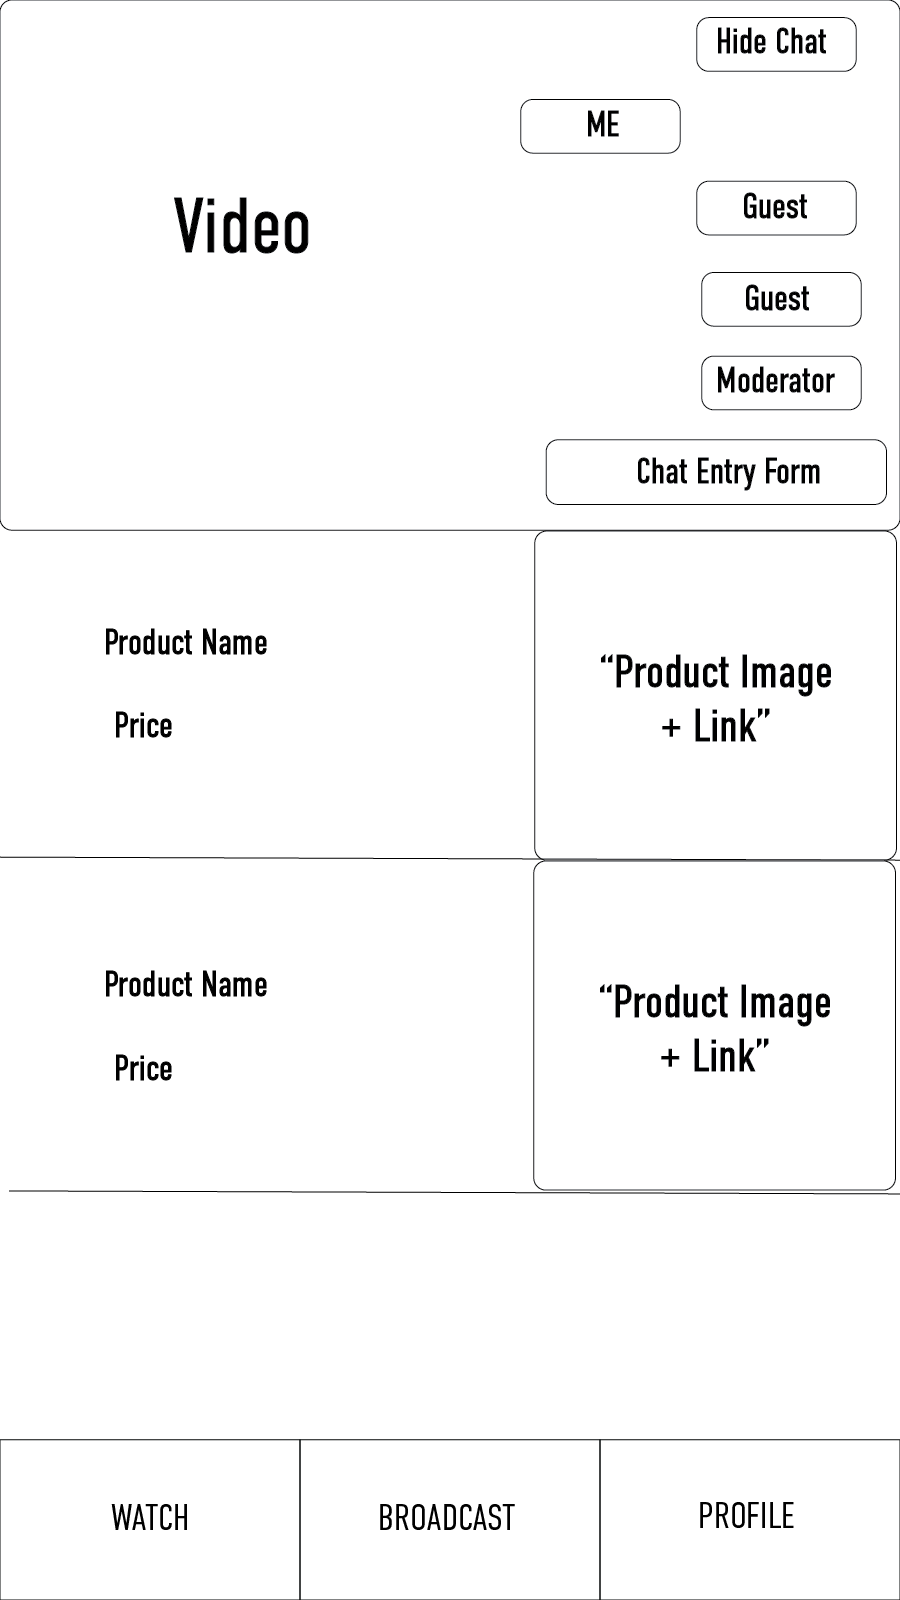 Hide Chat
ME
Video
Guest
Guest
Moderator
Chat Entry Form
Product Name
Price
“Product Image
+ Link”
Product Name
Price
“Product Image
+ Link”
WATCH
BROADCAST
PROFILE